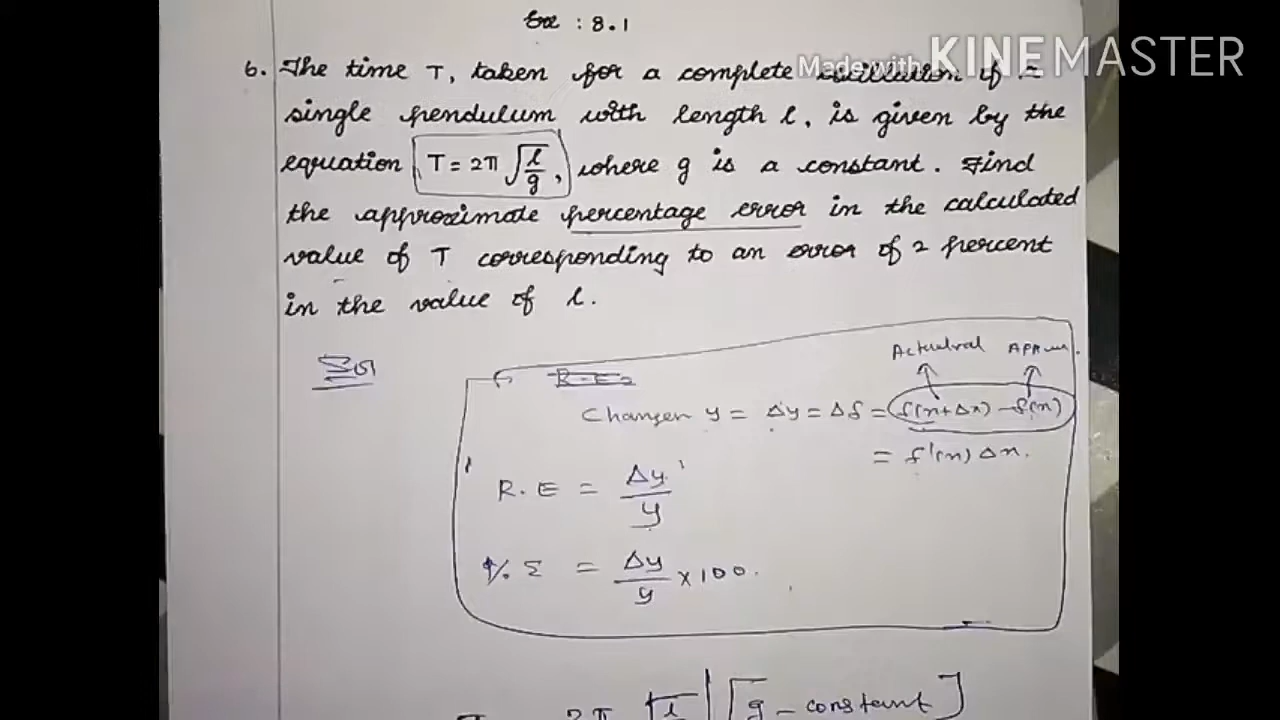 Ex : 8.1
Made with KINEMASTER
6. The time T, taken for a complete oscillation of a
single pendulum with length l, is given by the
equation T = 2π √(l/g), where g is a constant. Find
the approximate percentage error in the calculated
value of T corresponding to an error of 2 percent
in the value of l.
Sol
Actual
Change y = Δy = Δf = f(x+Δx) - f(x)
= f'(x) Δx.
R.E = Δy/y
% E = Δy/y × 100.
2π √l [g - constant]